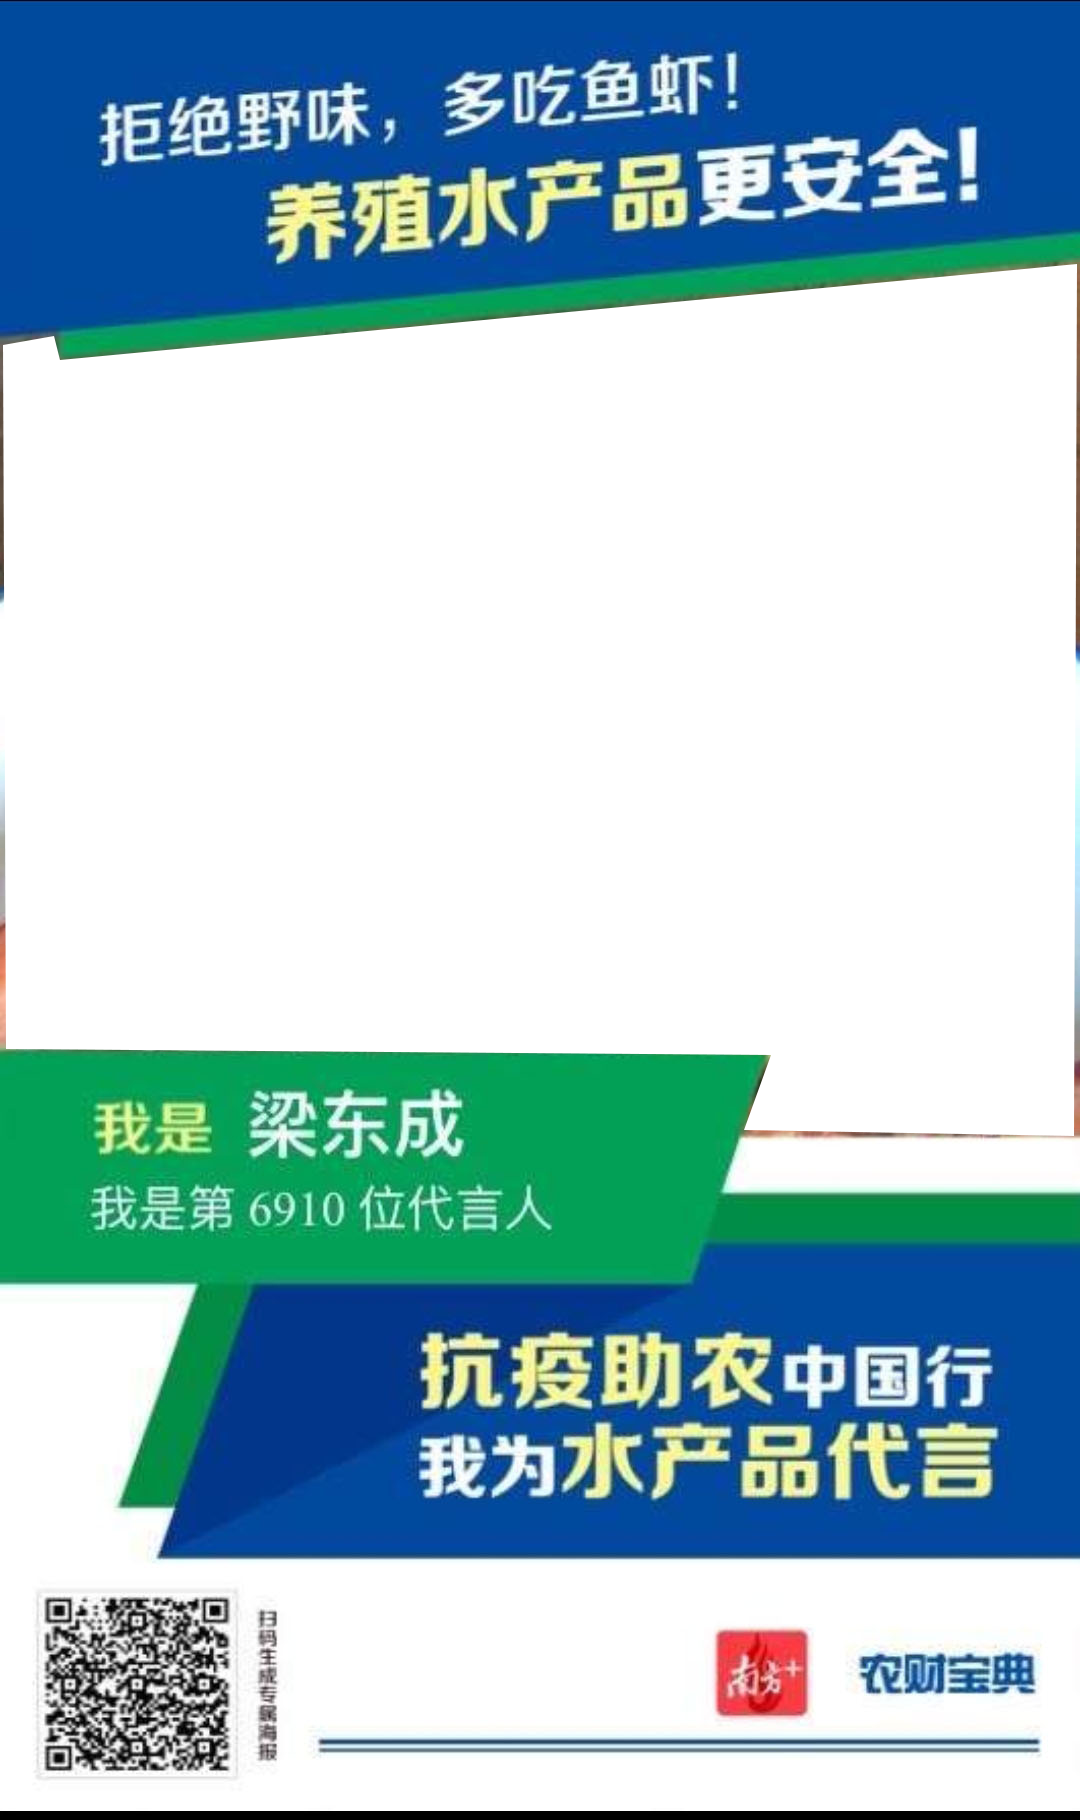 拒绝野味，多吃鱼虾！
养殖水产品更安全！
我是 梁东成
我是第 6910 位代言人
抗疫助农中国行
我为水产品代言
扫码生成专属海报
南方+
农财宝典